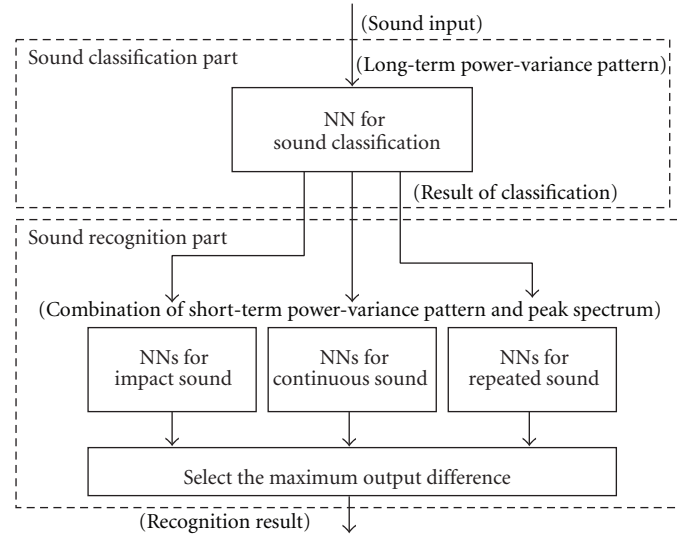 (Sound input)
Sound classification part
(Long-term power-variance pattern)
NN for
sound classification
(Result of classification)
Sound recognition part
(Combination of short-term power-variance pattern and peak spectrum)
NNs for
impact sound
NNs for
continuous sound
NNs for
repeated sound
Select the maximum output difference
(Recognition result)